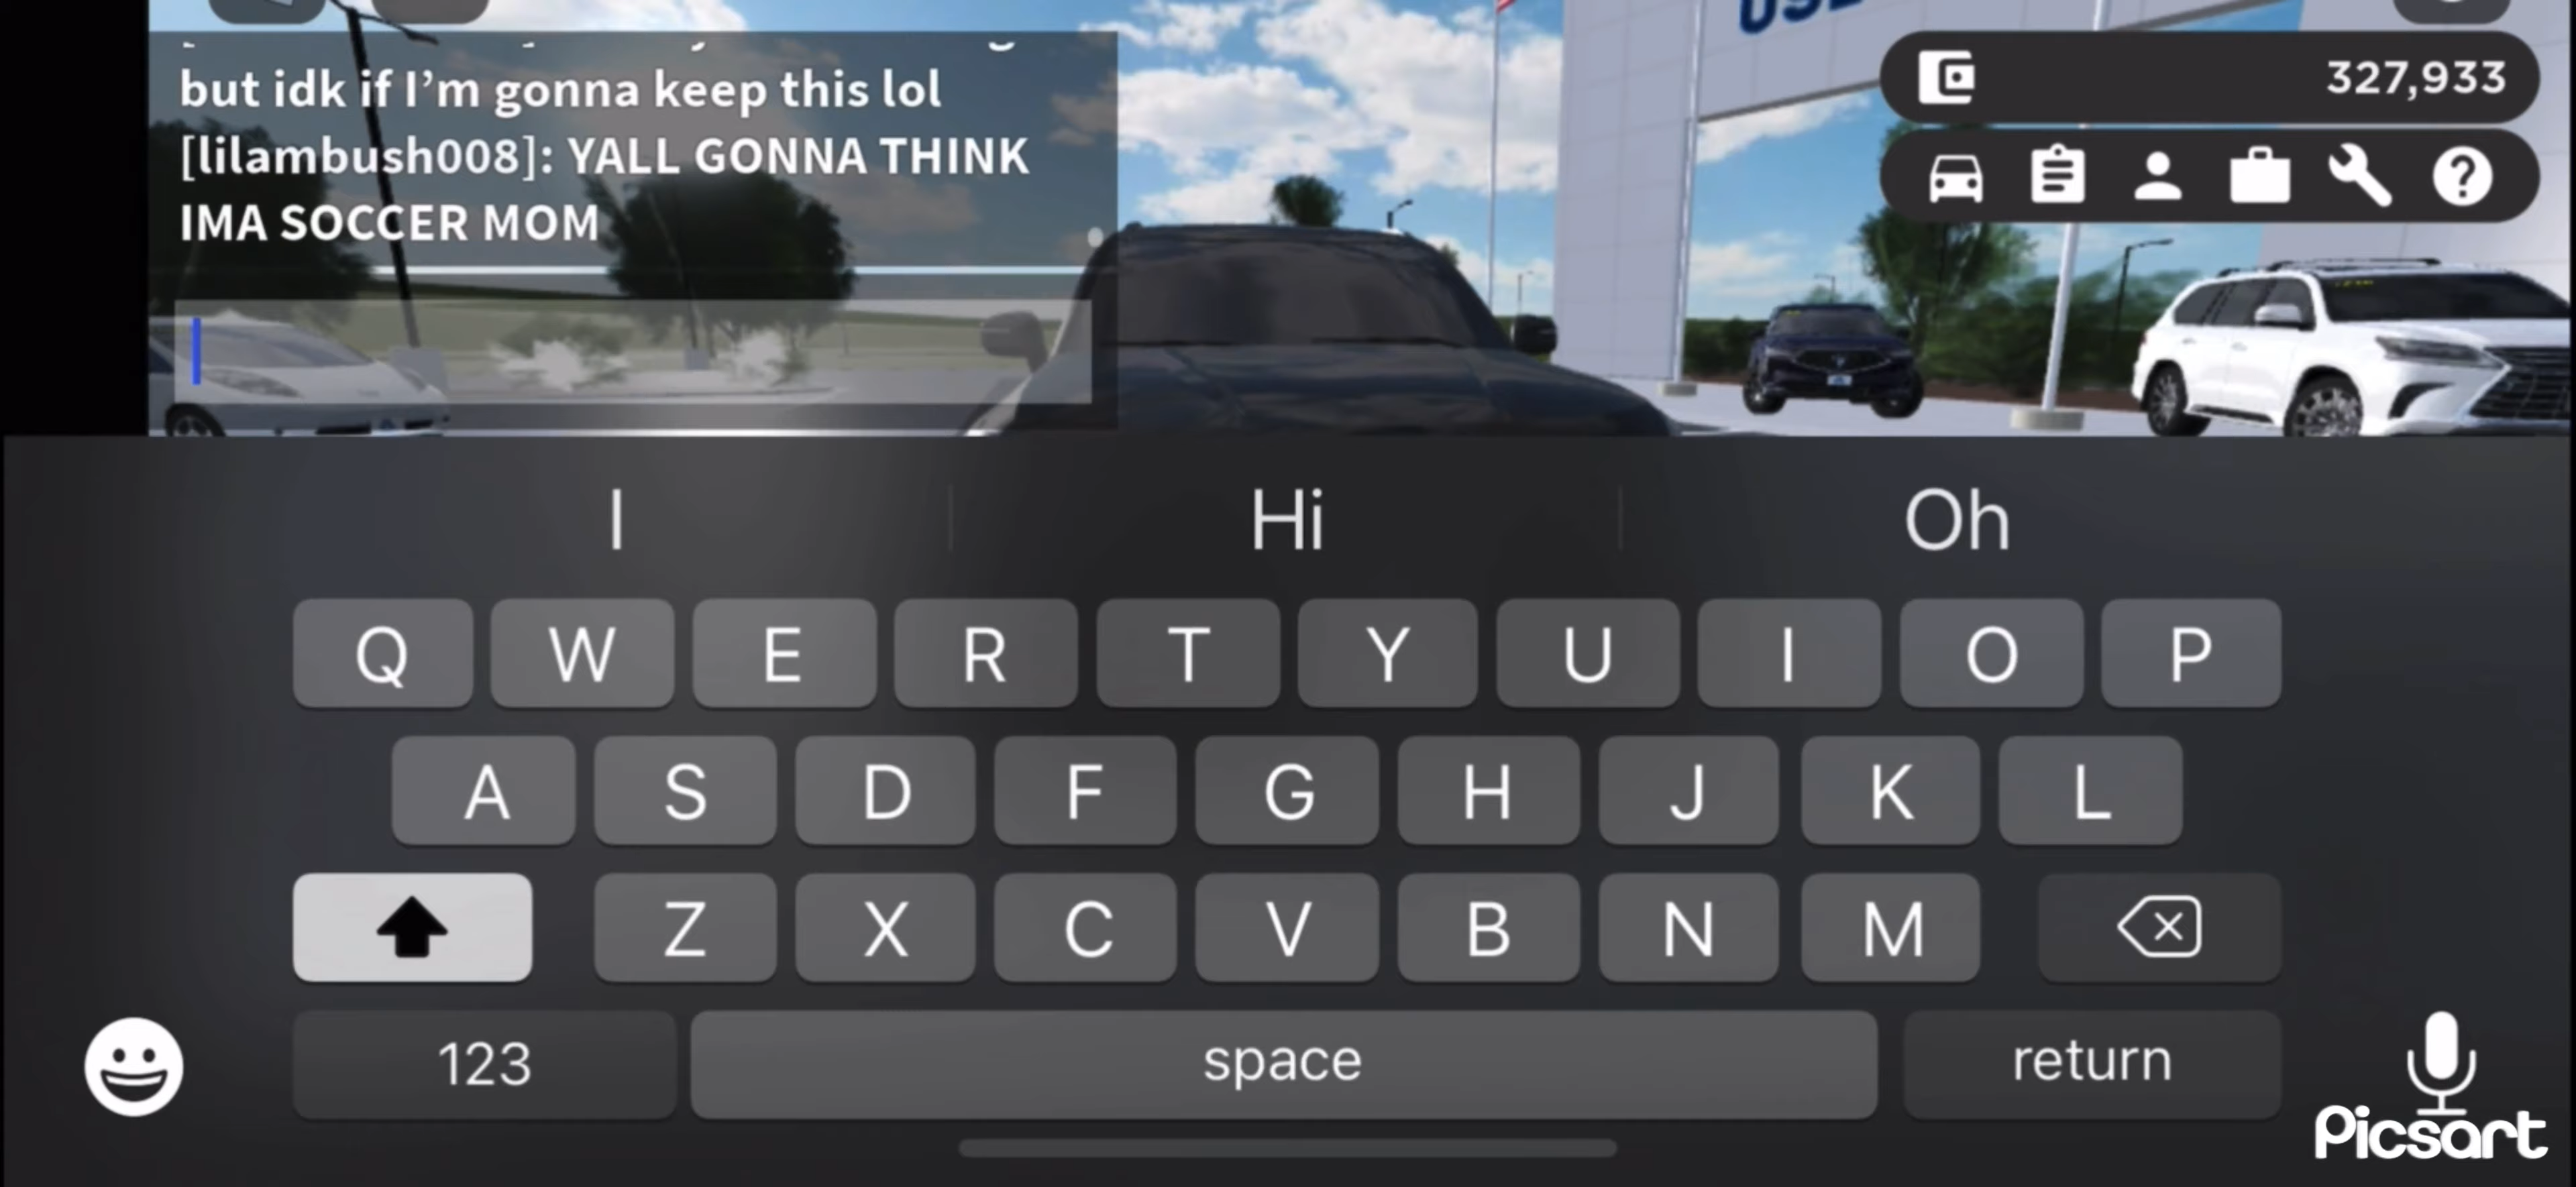 but idk if I’m gonna keep this lol
[lilambush008]: YALL GONNA THINK
IMA SOCCER MOM
327,933
I Hi Oh
Q W E R T Y U I O P
A S D F G H J K L
Z X C V B N M
123 space return
Picsart